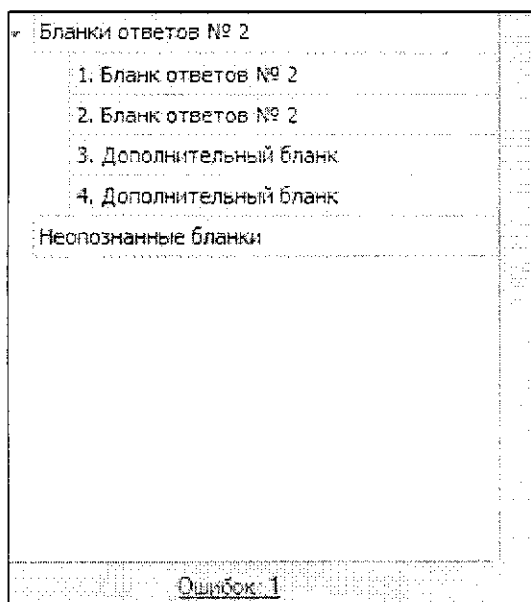 Бланки ответов № 2
1. Бланк ответов № 2
2. Бланк ответов № 2
3. Дополнительный бланк
4. Дополнительный бланк
Неопознанные бланки
Ошибок: 1